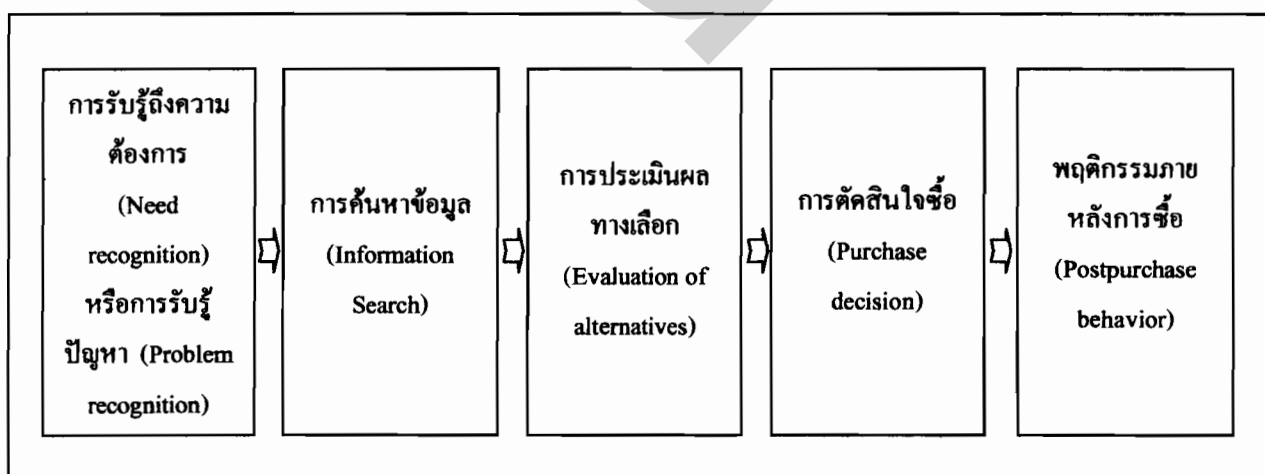 การรับรู้ถึงความ
ต้องการ
(Need
recognition)
หรือการรับรู้
ปัญหา (Problem
recognition)
การค้นหาข้อมูล
(Information
Search)
การประเมินผล
ทางเลือก
(Evaluation of
alternatives)
การตัดสินใจซื้อ
(Purchase
decision)
พฤติกรรมภาย
หลังการซื้อ
(Postpurchase
behavior)